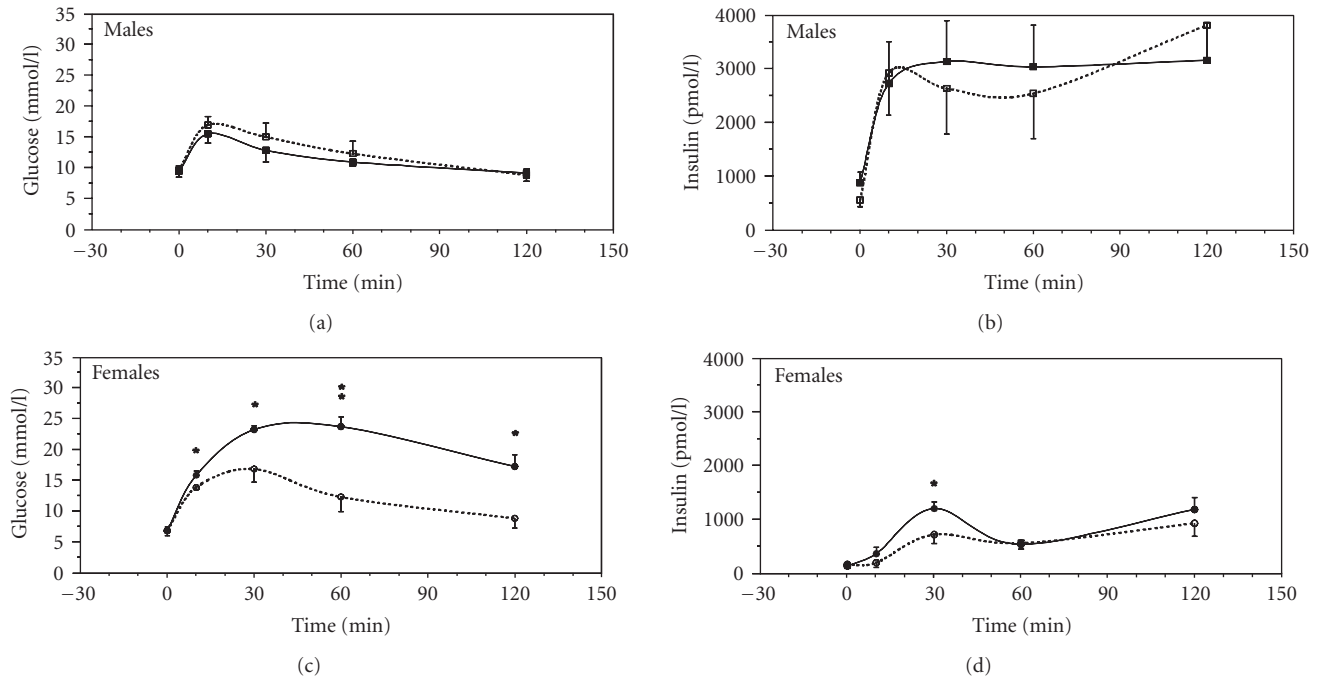 Males
Glucose (mmol/l)
35
30
25
20
15
10
5
0
−30 0 30 60 90 120 150
Time (min)
(a)
Males
Insulin (pmol/l)
4000
3000
2000
1000
0
−30 0 30 60 90 120 150
Time (min)
(b)
Females
Glucose (mmol/l)
35
30
25
20
15
10
5
0
−30 0 30 60 90 120 150
Time (min)
(c)
Females
Insulin (pmol/l)
4000
3000
2000
1000
0
−30 0 30 60 90 120 150
Time (min)
(d)